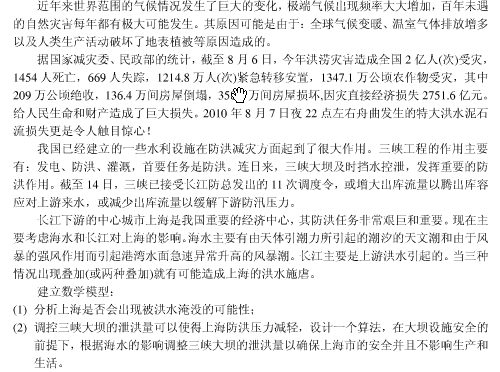 近年来世界范围的气候情况发生了巨大的变化，极端气候出现频率大大增加，百年未遇
的自然灾害每年都有极大可能发生。其原因可能是由于：全球气候变暖、温室气体排放增多
以及人类生产活动破坏了地表植被等原因造成的。
据国家减灾委、民政部的统计，截至 8 月 6 日，今年洪涝灾害造成全国 2 亿人(次)受灾，
1454 人死亡，669 人失踪，1214.8 万人(次)紧急转移安置，1347.1 万公顷农作物受灾，其中
209 万公顷绝收，136.4 万间房屋倒塌，35 万间房屋损坏,因灾直接经济损失 2751.6 亿元。
给人民生命和财产造成了巨大损失。2010 年 8 月 7 日夜 22 点左右舟曲发生的特大洪水泥石
流损失更是令人触目惊心！
我国已经建立的一些水利设施在防洪减灾方面起到了很大作用。三峡工程的作用主要
有：发电、防洪、灌溉，首要任务是防洪。连日来，三峡大坝及时挡水控泄，发挥重要的防
洪作用。截至 14 日，三峡已接受长江防总发出的 11 次调度令，或增大出库流量以腾出库容
应对上游来水，或减少出库流量以缓解下游防汛压力。
长江下游的中心城市上海是我国重要的经济中心，其防洪任务非常艰巨和重要。现在主
要考虑海水和长江对上海的影响。海水主要有由天体引潮力所引起的潮汐的天文潮和由于风
暴的强风作用而引起港湾水面急速异常升高的风暴潮。长江主要是上游洪水引起的。当三种
情况出现叠加(或两种叠加)就有可能造成上海的洪水施虐。
建立数学模型：
(1) 分析上海是否会出现被洪水淹没的可能性；
(2) 调控三峡大坝的泄洪量可以使得上海防洪压力减轻，设计一个算法，在大坝设施安全的
前提下，根据海水的影响调整三峡大坝的泄洪量以确保上海市的安全并且不影响生产和
生活。